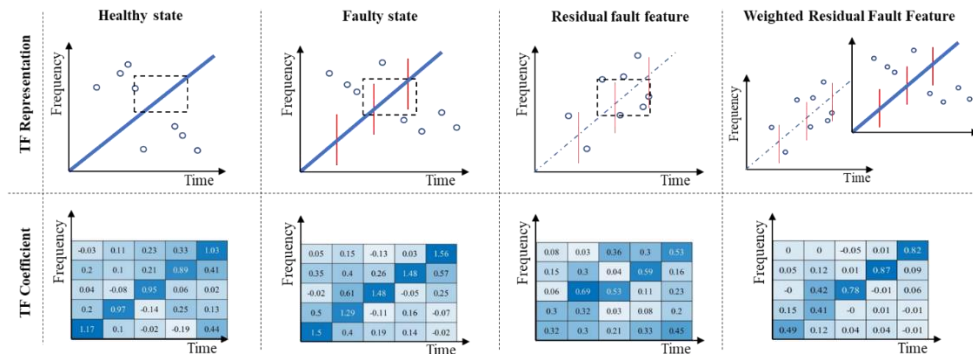 Healthy state Faulty state Residual fault feature Weighted Residual Fault Feature
TF Representation
Frequency Time
Frequency Time
Frequency Time
Frequency Time
Frequency Time
TF Coefficient
Frequency
-0.03 0.11 0.23 0.33 1.03
0.2 0.1 0.21 0.89 0.41
0.04 -0.08 0.95 0.06 0.02
0.2 0.97 -0.14 0.25 0.13
1.17 0.1 -0.02 -0.19 0.44
Time
Frequency
0.05 0.15 -0.13 0.03 1.56
0.35 0.4 0.26 1.48 0.57
-0.02 0.61 1.48 -0.05 0.25
0.5 1.29 -0.11 0.16 -0.07
1.5 0.4 0.19 0.14 -0.02
Time
Frequency
0.08 0.03 0.36 0.3 0.53
0.15 0.3 0.04 0.59 0.16
0.06 0.69 0.53 0.11 0.23
0.3 0.32 0.03 0.08 0.2
0.32 0.3 0.21 0.33 0.45
Time
Frequency
0 0 -0.05 0.01 0.82
0.05 0.12 0.01 0.87 0.09
-0 0.42 0.78 -0.01 0.06
0.15 0.41 -0 0.01 -0.01
0.49 0.12 0.04 0.04 -0.01
Time